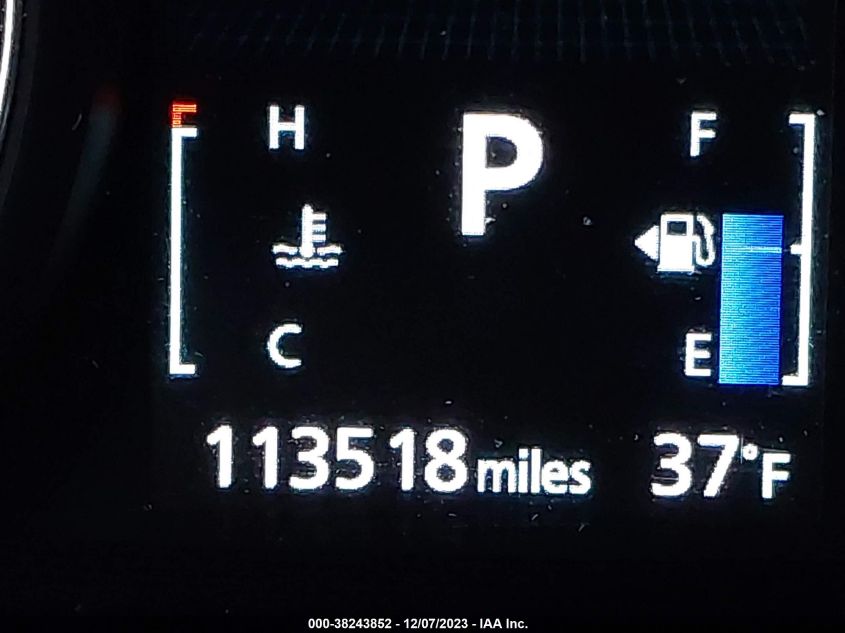 H P F
C E
113518 miles 37°F
000-38243852 - 12/07/2023 - IAA Inc.